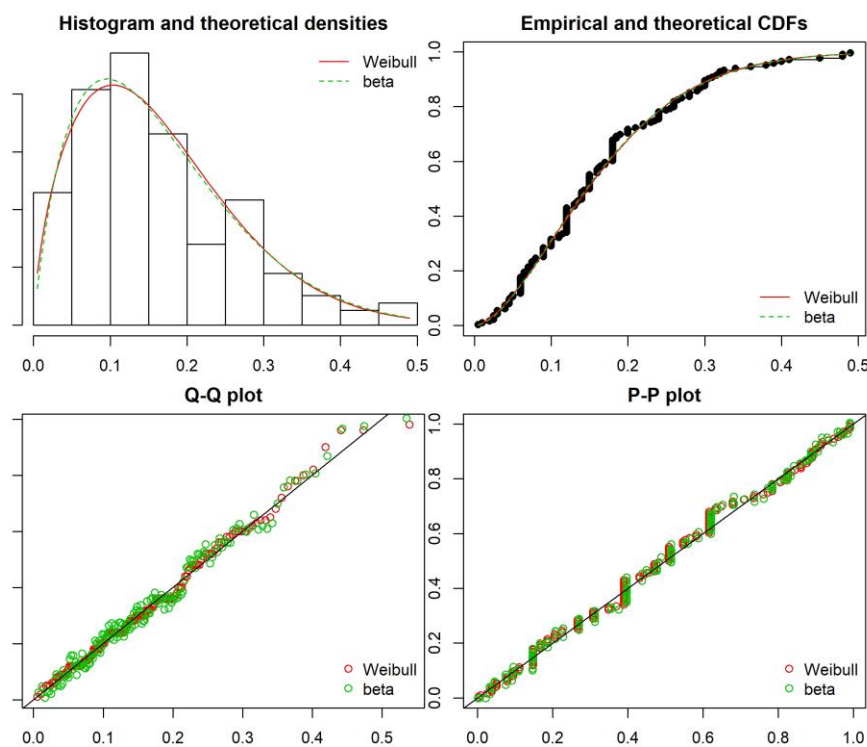 Histogram and theoretical densities
Weibull
beta
0.0 0.1 0.2 0.3 0.4 0.5
Empirical and theoretical CDFs
1.0
0.8
0.6
0.4
0.2
0.0
Weibull
beta
0.0 0.1 0.2 0.3 0.4 0.5
Q-Q plot
Weibull
beta
0.0 0.1 0.2 0.3 0.4 0.5
P-P plot
1.0
0.8
0.6
0.4
0.2
0.0
Weibull
beta
0.0 0.2 0.4 0.6 0.8 1.0